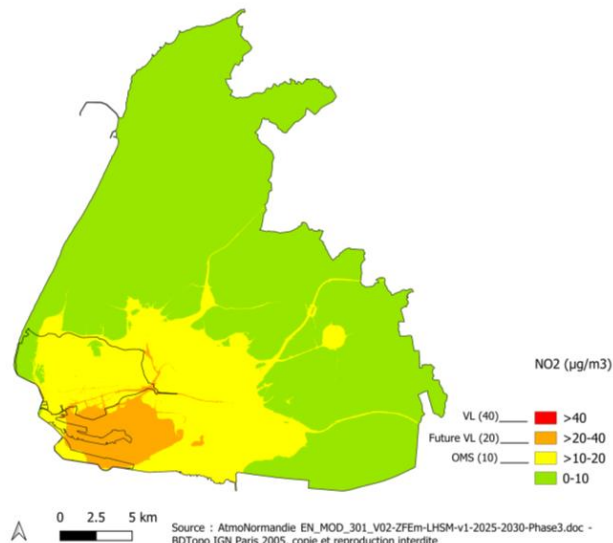 NO2 (µg/m3)
VL (40) >40
Future VL (20) >20-40
OMS (10) >10-20
0-10
0 2.5 5 km
Source : AtmoNormandie EN_MOD_301_V02-ZFEm-LHSM-v1-2025-2030-Phase3.doc -
BDTopo IGN Paris 2005, copie et reproduction interdite